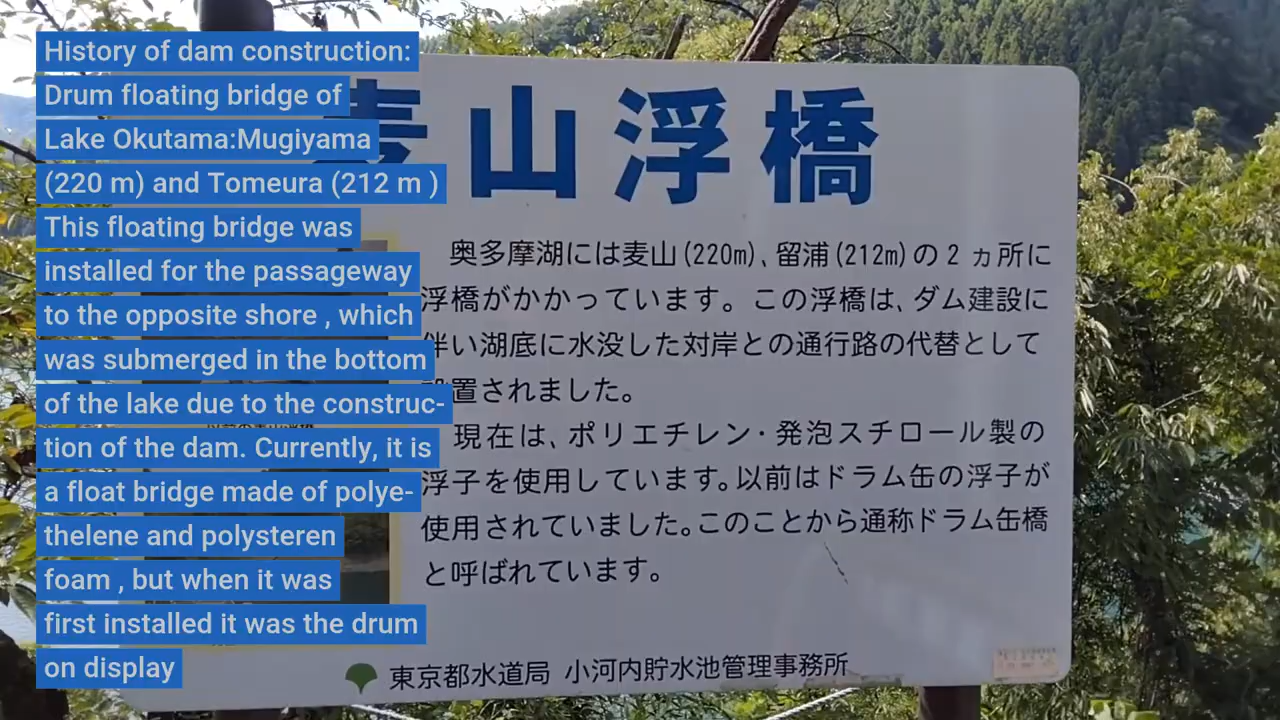 History of dam construction:
Drum floating bridge of
Lake Okutama:Mugiyama
(220 m) and Tomeura (212 m )
This floating bridge was
installed for the passageway
to the opposite shore , which
was submerged in the bottom
of the lake due to the construc-
tion of the dam. Currently, it is
a float bridge made of polye-
thelene and polysteren
foam , but when it was
first installed it was the drum
on display
麦山浮橋
奥多摩湖には麦山(220m)、留浦(212m)の2ヵ所に
浮橋がかかっています。この浮橋は、ダム建設に
伴い湖底に水没した対岸との通行路の代替として
設置されました。
現在は、ポリエチレン・発泡スチロール製の
浮子を使用しています。以前はドラム缶の浮子が
使用されていました。このことから通称ドラム缶橋
と呼ばれています。
東京都水道局 小河内貯水池管理事務所